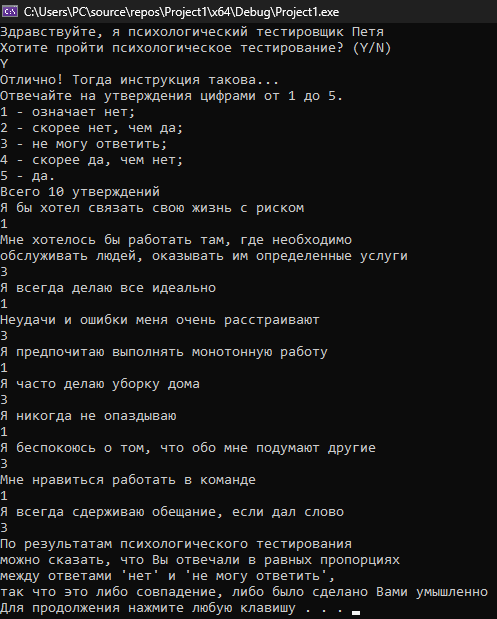 C:\Users\PC\source\repos\Project1\x64\Debug\Project1.exe
Здравствуйте, я психологический тестировщик Петя
Хотите пройти психологическое тестирование? (Y/N)
Y
Отлично! Тогда инструкция такова...
Отвечайте на утверждения цифрами от 1 до 5.
1 - означает нет;
2 - скорее нет, чем да;
3 - не могу ответить;
4 - скорее да, чем нет;
5 - да.
Всего 10 утверждений
Я бы хотел связать свою жизнь с риском
1
Мне хотелось бы работать там, где необходимо
обслуживать людей, оказывать им определенные услуги
3
Я всегда делаю все идеально
1
Неудачи и ошибки меня очень расстраивают
3
Я предпочитаю выполнять монотонную работу
1
Я часто делаю уборку дома
3
Я никогда не опаздываю
1
Я беспокоюсь о том, что обо мне подумают другие
3
Мне нравиться работать в команде
1
Я всегда сдерживаю обещание, если дал слово
3
По результатам психологического тестирования
можно сказать, что Вы отвечали в равных пропорциях
между ответами 'нет' и 'не могу ответить',
так что это либо совпадение, либо было сделано Вами умышленно
Для продолжения нажмите любую клавишу . . .